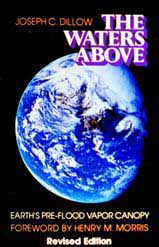 JOSEPH C. DILLOW
THE
WATERS
ABOVE
EARTH'S PRE-FLOOD VAPOR CANOPY
FOREWORD BY HENRY M. MORRIS
Revised Edition